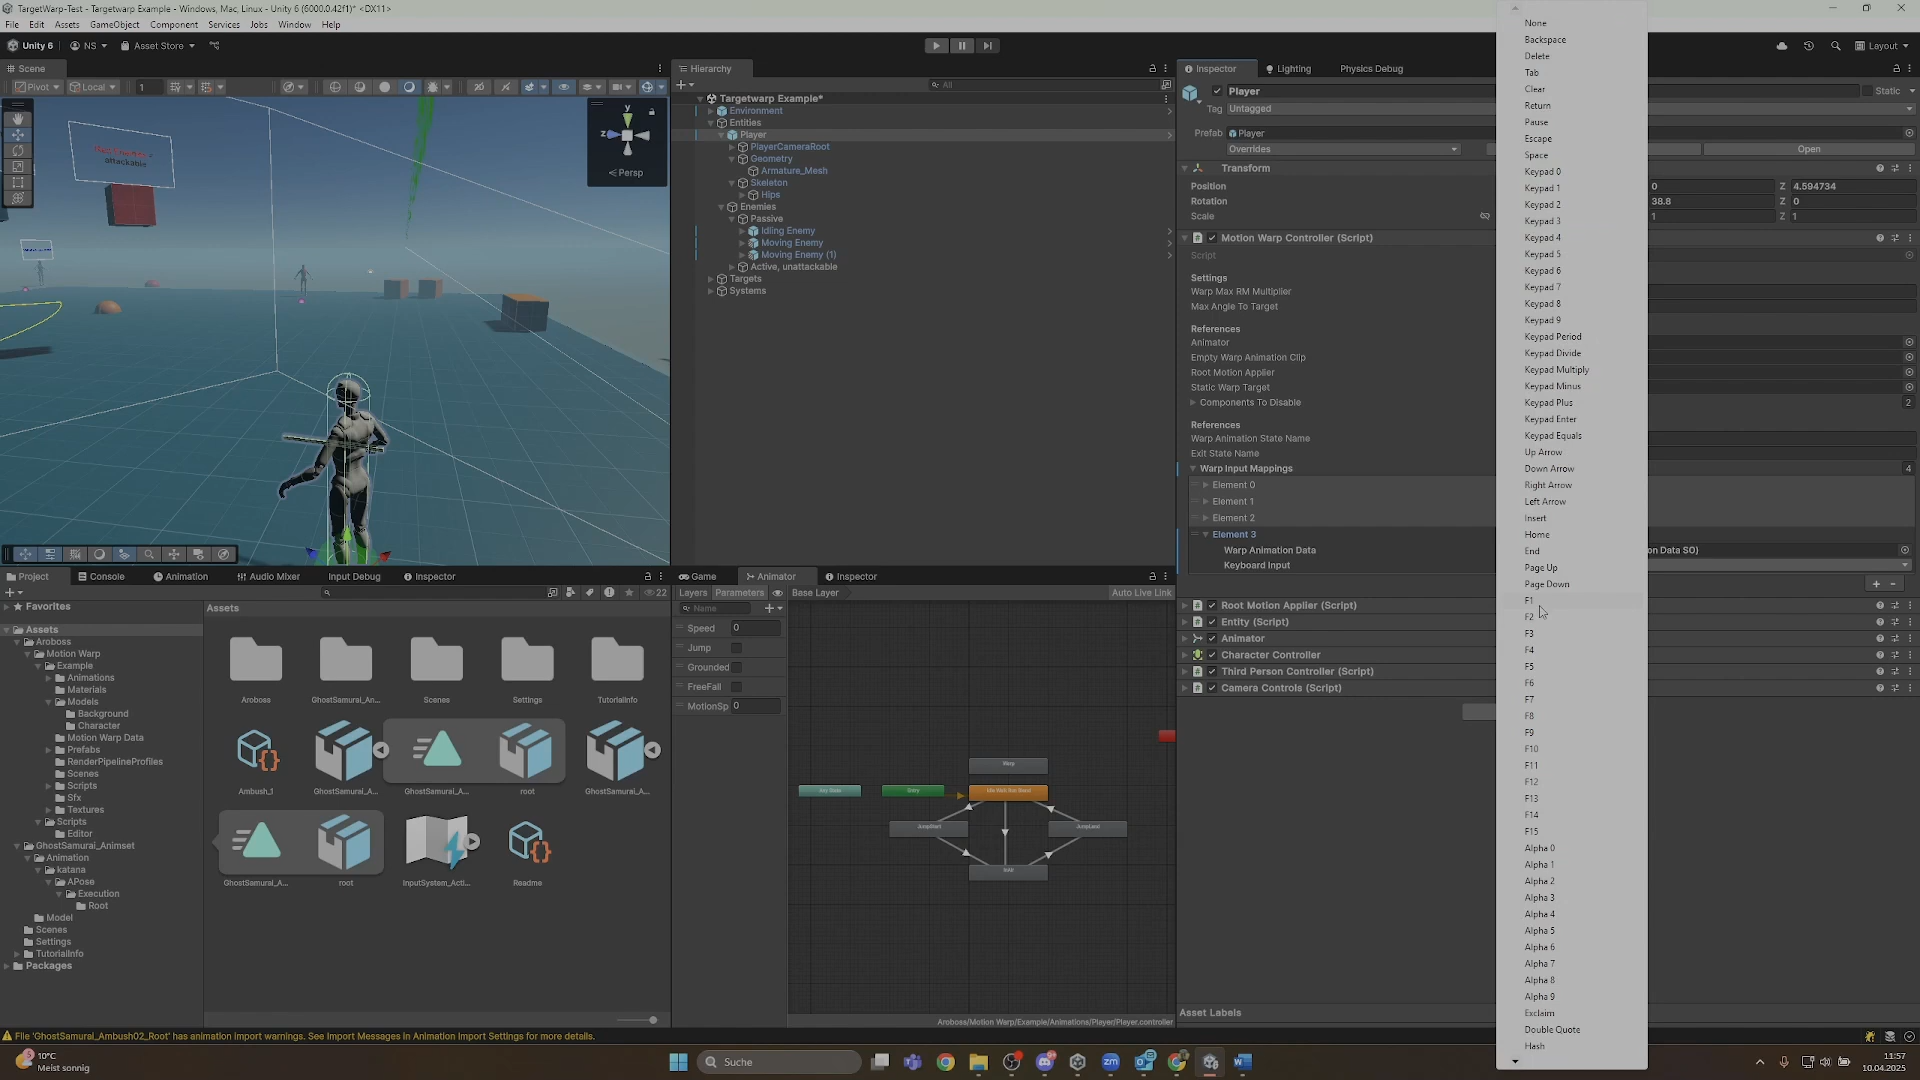 TargetWarp-Test - Targetwarp Example - Windows, Mac, Linux - Unity 6 (6000.0.42f1)* <DX11>
File Edit Assets GameObject Component Services Jobs Window Help
Unity 6 NS Asset Store Layout
Scene
Pivot Local 1
attackable
y
z
Persp
Hierarchy
All
Targetwarp Example*
Environment
Entities
Player
PlayerCameraRoot
Geometry
Armature_Mesh
Skeleton
Hips
Enemies
Passive
Idling Enemy
Moving Enemy
Moving Enemy (1)
Active, unattackable
Targets
Systems
Inspector Lighting Physics Debug
Player Static
Tag Untagged
Prefab Player
Overrides Open
Transform
Position 0 Z 4.594734
Rotation 38.8 Z 0
Scale 1 Z 1
Motion Warp Controller (Script)
Script
Settings
Warp Max RM Multiplier
Max Angle To Target
References
Animator
Empty Warp Animation Clip
Root Motion Applier
Static Warp Target
Components To Disable 2
References
Warp Animation State Name
Exit State Name
Warp Input Mappings 4
Element 0
Element 1
Element 2
Element 3
Warp Animation Data on Data SO)
Keyboard Input
Root Motion Applier (Script)
Entity (Script)
Animator
Character Controller
Third Person Controller (Script)
Camera Controls (Script)
Asset Labels
None
Backspace
Delete
Tab
Clear
Return
Pause
Escape
Space
Keypad 0
Keypad 1
Keypad 2
Keypad 3
Keypad 4
Keypad 5
Keypad 6
Keypad 7
Keypad 8
Keypad 9
Keypad Period
Keypad Divide
Keypad Multiply
Keypad Minus
Keypad Plus
Keypad Enter
Keypad Equals
Up Arrow
Down Arrow
Right Arrow
Left Arrow
Insert
Home
End
Page Up
Page Down
F1
F2
F3
F4
F5
F6
F7
F8
F9
F10
F11
F12
F13
F14
F15
Alpha 0
Alpha 1
Alpha 2
Alpha 3
Alpha 4
Alpha 5
Alpha 6
Alpha 7
Alpha 8
Alpha 9
Exclaim
Double Quote
Hash
Project Console Animation Audio Mixer Input Debug Inspector
22
Favorites
Assets
Aroboss
Motion Warp
Example
Animations
Materials
Models
Background
Character
Motion Warp Data
Prefabs
RenderPipelineProfiles
Scenes
Scripts
Sfx
Textures
Scripts
Editor
GhostSamurai_Animset
Animation
katana
APose
Execution
Root
Model
Scenes
Settings
TutorialInfo
Packages
Assets
Aroboss GhostSamurai_An... Scenes Settings TutorialInfo
Ambush_1 GhostSamurai_A... GhostSamurai_A... root GhostSamurai_A...
GhostSamurai_A... root InputSystem_Acti... Readme
Game Animator Inspector
Layers Parameters Base Layer Auto Live Link
Name
Speed 0
Jump
Grounded
FreeFall
MotionSp 0
Warp
Any State Entry Idle Walk Run Blend
JumpStart JumpLand
InAir
Aroboss/Motion Warp/Example/Animations/Player/Player.controller
File 'GhostSamurai_Ambush02_Root' has animation import warnings. See Import Messages in Animation Import Settings for more details.
10°C
Meist sonnig
Suche
11:57
10.04.2025